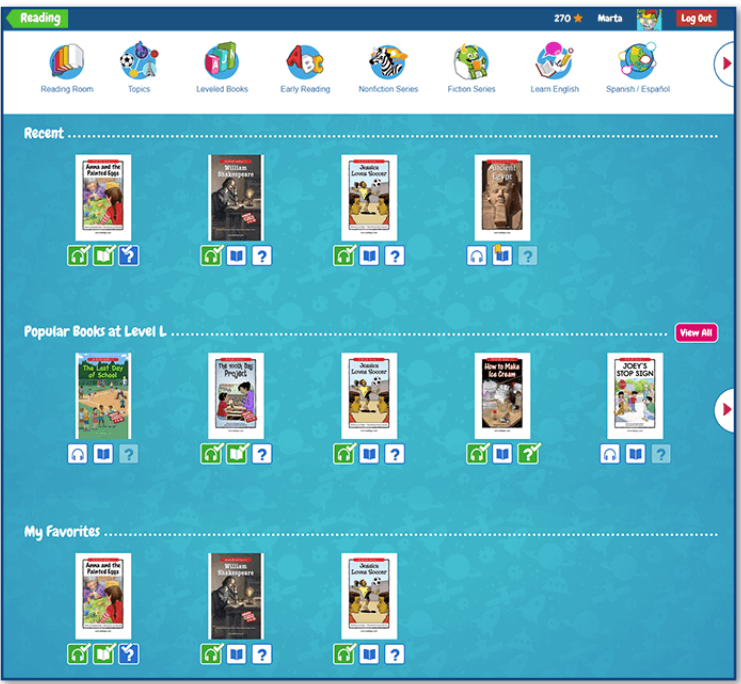 Reading
270
Marta
Log Out
Reading Room
Topics
Leveled Books
Early Reading
Nonfiction Series
Fiction Series
Learn English
Spanish / Español
Recent
Anna and the
Painted Eggs
William
Shakespeare
Jessica
Loves Soccer
Ancient
Egypt
?
?
?
?
Popular Books at Level L
View All
The Last Day
of School
The 100th Day
Project
Jessica
Loves Soccer
How to Make
Ice Cream
JOEY'S
STOP SIGN
?
?
?
?
?
My Favorites
Anna and the
Painted Eggs
William
Shakespeare
Jessica
Loves Soccer
?
?
?